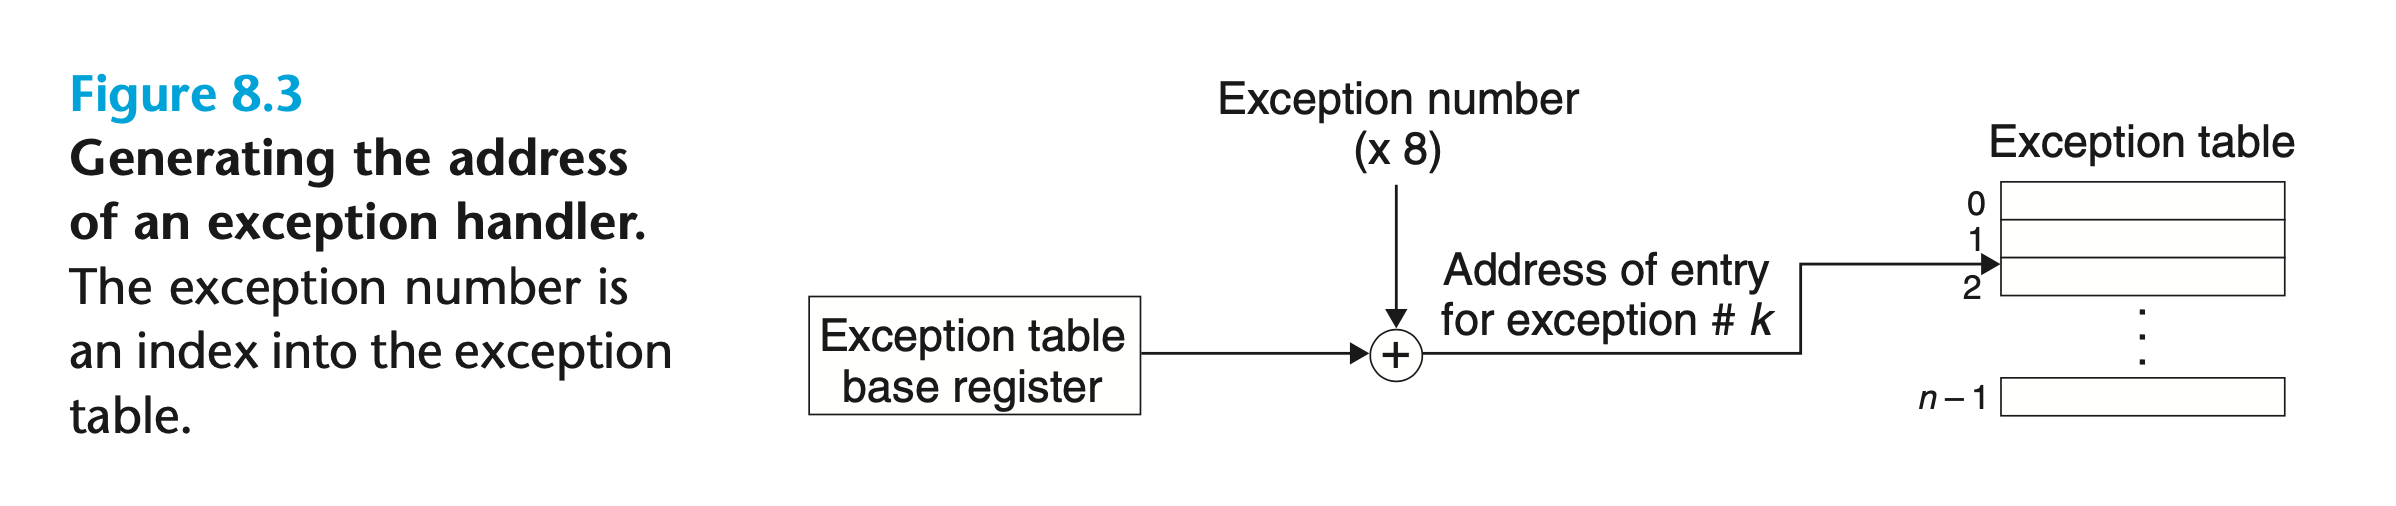 Figure 8.3
Generating the address
of an exception handler.
The exception number is
an index into the exception
table.
Exception number
(x 8)
Exception table
base register
+
Address of entry
for exception # k
Exception table
0
1
2
n – 1